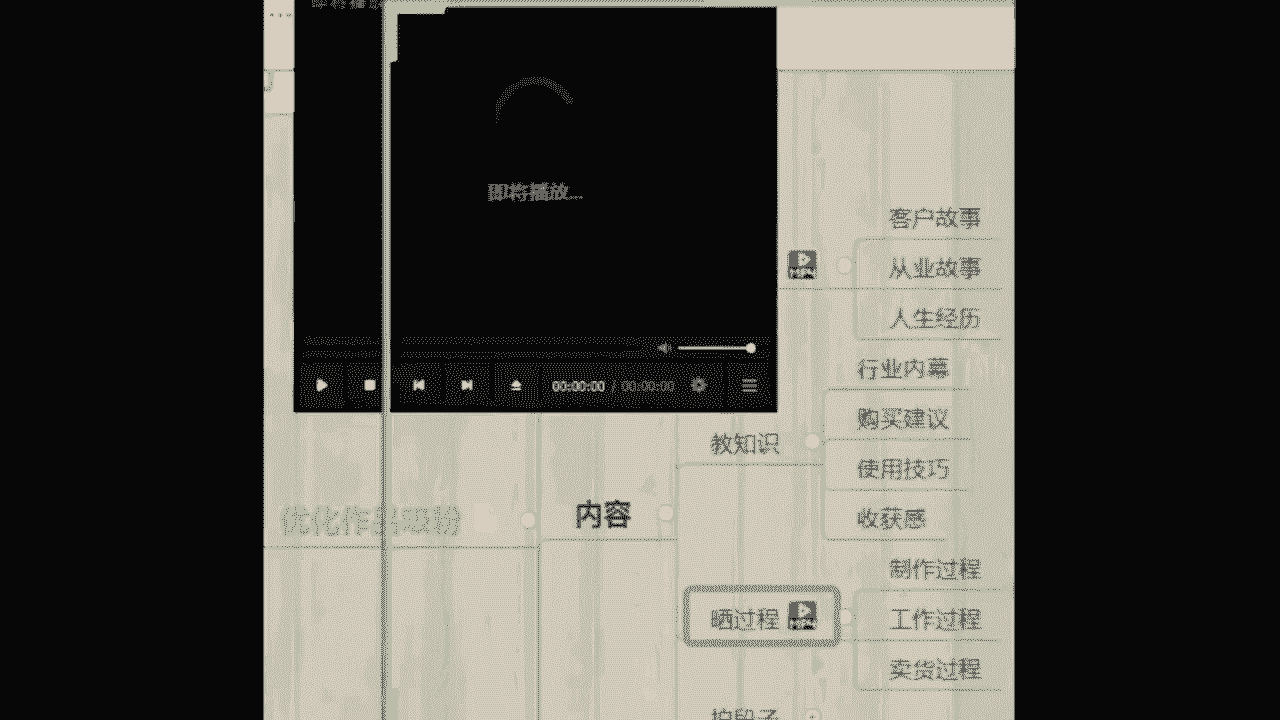 即将播放...
客户故事
从业故事
人生经历
行业内幕
00:00:00 / 00:00:00
购买建议
教知识
使用技巧
优化作品吸粉
内容
收获感
制作过程
晒过程
工作过程
卖货过程